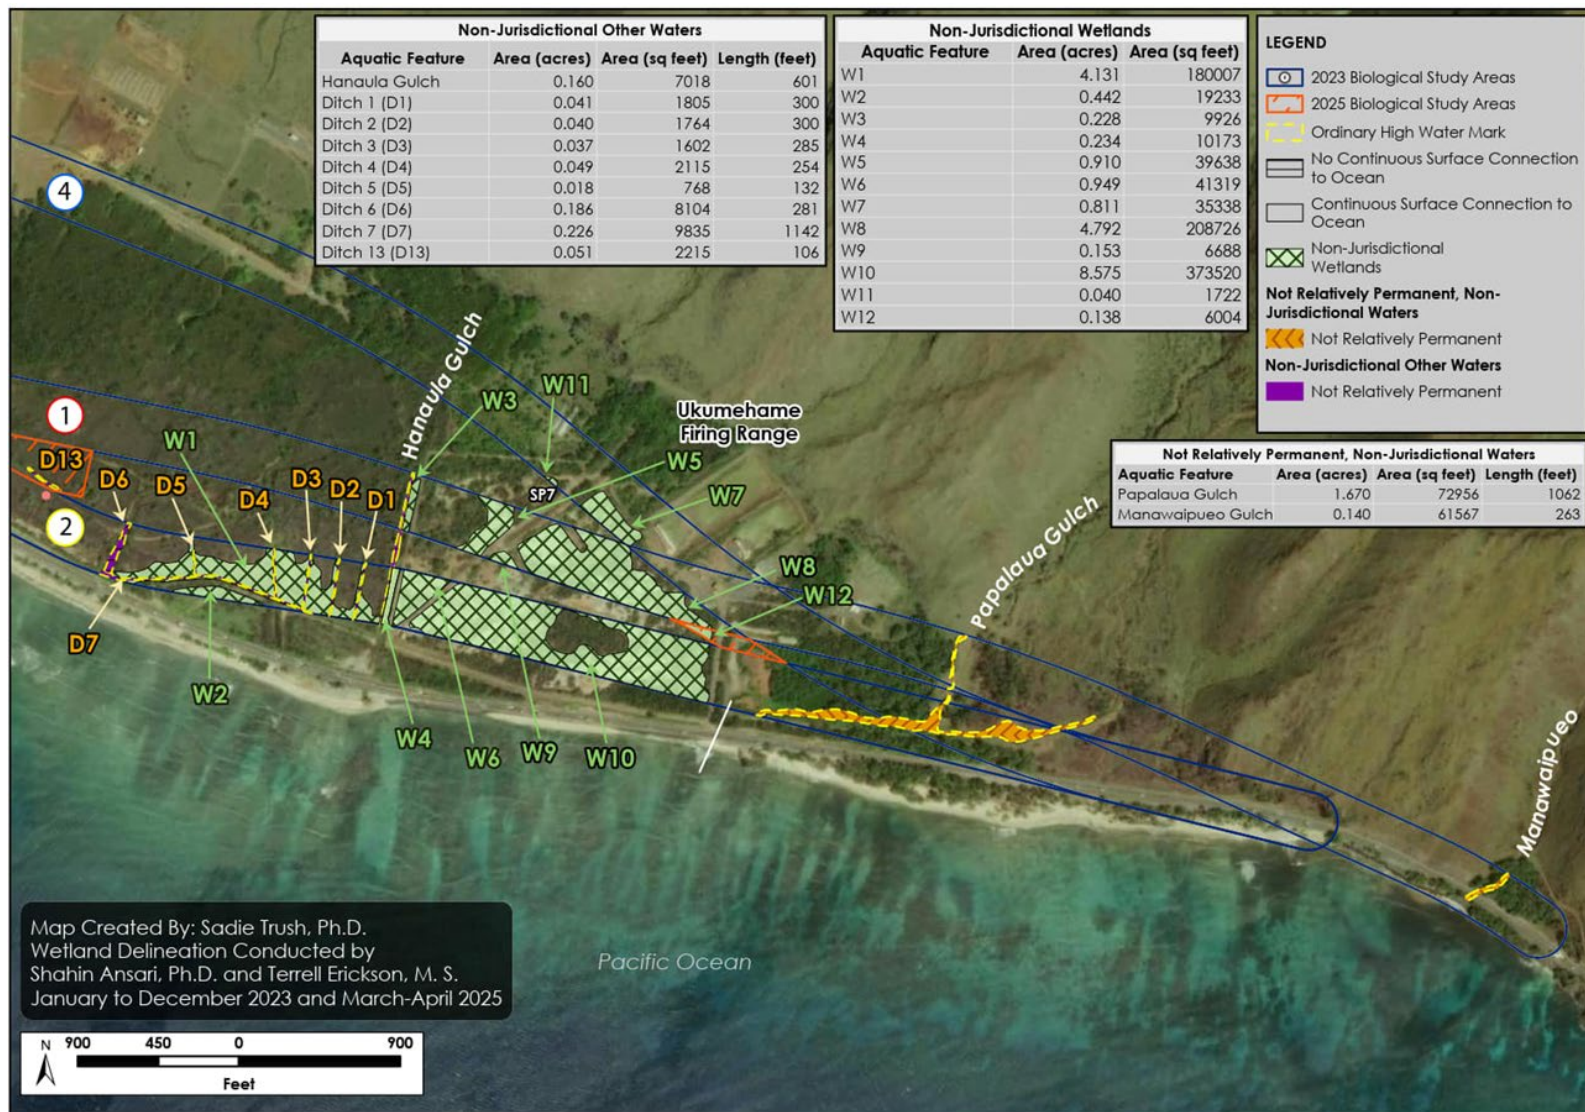 Non-Jurisdictional Other Waters
Aquatic Feature Area (acres) Area (sq feet) Length (feet)
Hanaula Gulch 0.160 7018 601
Ditch 1 (D1) 0.041 1805 300
Ditch 2 (D2) 0.040 1764 300
Ditch 3 (D3) 0.037 1602 285
Ditch 4 (D4) 0.049 2115 254
Ditch 5 (D5) 0.018 768 132
Ditch 6 (D6) 0.186 8104 281
Ditch 7 (D7) 0.226 9835 1142
Ditch 13 (D13) 0.051 2215 106
Non-Jurisdictional Wetlands
Aquatic Feature Area (acres) Area (sq feet)
W1 4.131 180007
W2 0.442 19233
W3 0.228 9926
W4 0.234 10173
W5 0.910 39638
W6 0.949 41319
W7 0.811 35338
W8 4.792 208726
W9 0.153 6688
W10 8.575 373520
W11 0.040 1722
W12 0.138 6004
LEGEND
2023 Biological Study Areas
2025 Biological Study Areas
Ordinary High Water Mark
No Continuous Surface Connection
to Ocean
Continuous Surface Connection to
Ocean
Non-Jurisdictional
Wetlands
Not Relatively Permanent, Non-
Jurisdictional Waters
Not Relatively Permanent
Non-Jurisdictional Other Waters
Not Relatively Permanent
Not Relatively Permanent, Non-Jurisdictional Waters
Aquatic Feature Area (acres) Area (sq feet) Length (feet)
Papalaua Gulch 1.670 72956 1062
Manawaipueo Gulch 0.140 61567 263
4
1
2
Hanaula Gulch
W11
W3
Ukumehame
Firing Range
W1
W5
D13
D6
D5
D4
D3
D2
D1
SP7
W7
Papalaua Gulch
W8
W12
D7
W2
W4
W6
W9
W10
Manawaipueo
Pacific Ocean
Map Created By: Sadie Trush, Ph.D.
Wetland Delineation Conducted by
Shahin Ansari, Ph.D. and Terrell Erickson, M. S.
January to December 2023 and March-April 2025
N 900 450 0 900
Feet